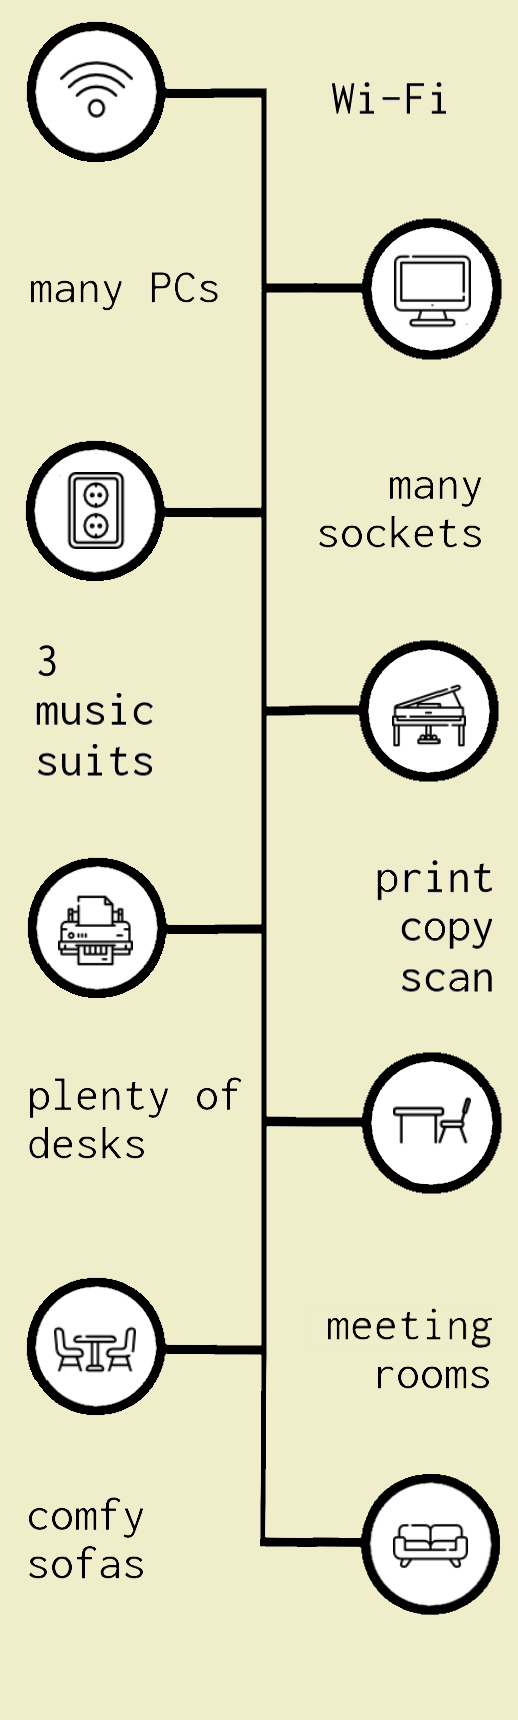 Wi-Fi
many PCs
many
sockets
3
music
suits
print
copy
scan
plenty of
desks
meeting
rooms
comfy
sofas